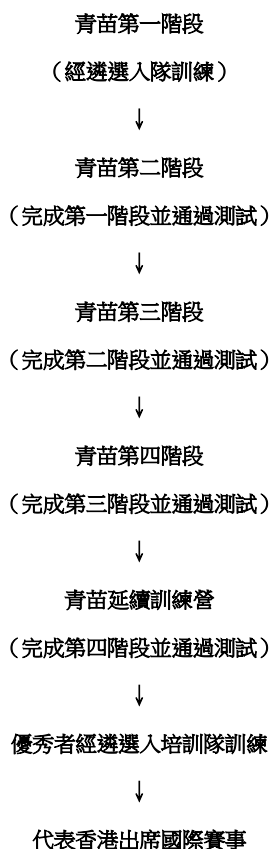 青苗第一階段
（經遴選入隊訓練）
↓
青苗第二階段
（完成第一階段並通過測試）
↓
青苗第三階段
（完成第二階段並通過測試）
↓
青苗第四階段
（完成第三階段並通過測試）
↓
青苗延續訓練營
（完成第四階段並通過測試）
↓
優秀者經遴選入培訓隊訓練
↓
代表香港出席國際賽事